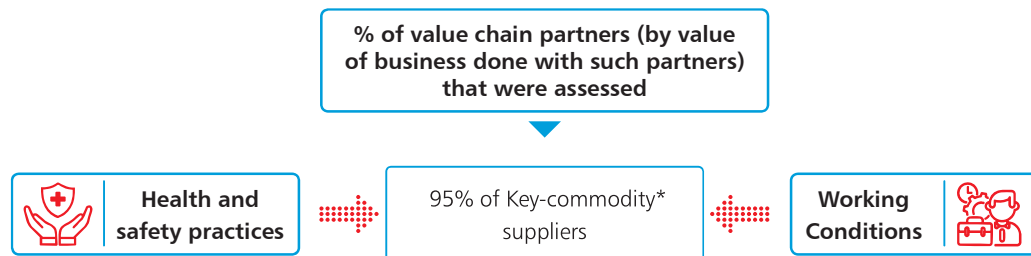 % of value chain partners (by value
of business done with such partners)
that were assessed
Health and
safety practices
95% of Key-commodity*
suppliers
Working
Conditions